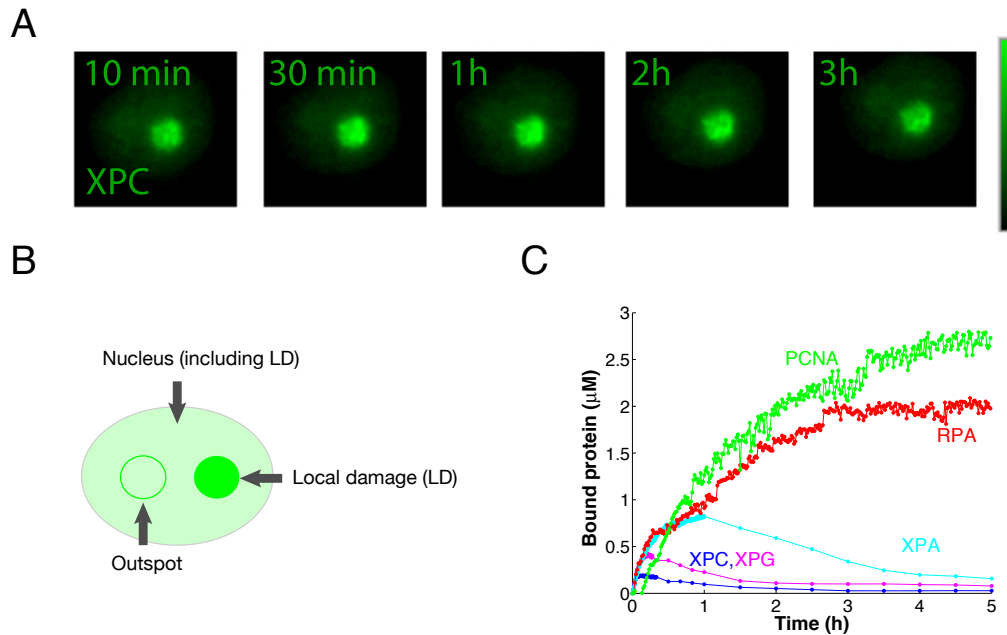 A
10 min
30 min
1h
2h
3h
XPC
B
Nucleus (including LD)
Local damage (LD)
Outspot
C
Bound protein (μM)
3
2.5
2
1.5
1
0.5
0
PCNA
RPA
XPA
XPC, XPG
0 1 2 3 4 5
Time (h)